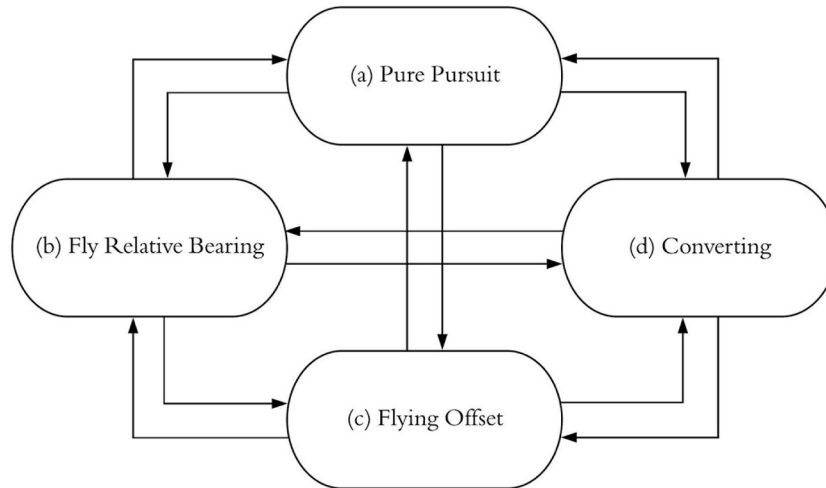 (a) Pure Pursuit
(b) Fly Relative Bearing
(d) Converting
(c) Flying Offset